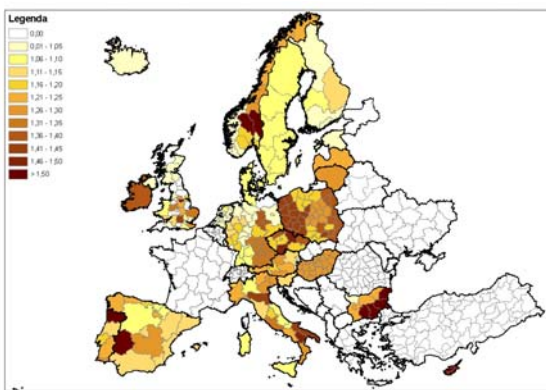 Legenda
0,00
0,01 - 1,05
1,06 - 1,10
1,11 - 1,15
1,16 - 1,20
1,21 - 1,25
1,26 - 1,30
1,31 - 1,35
1,36 - 1,40
1,41 - 1,45
1,46 - 1,50
>1,50